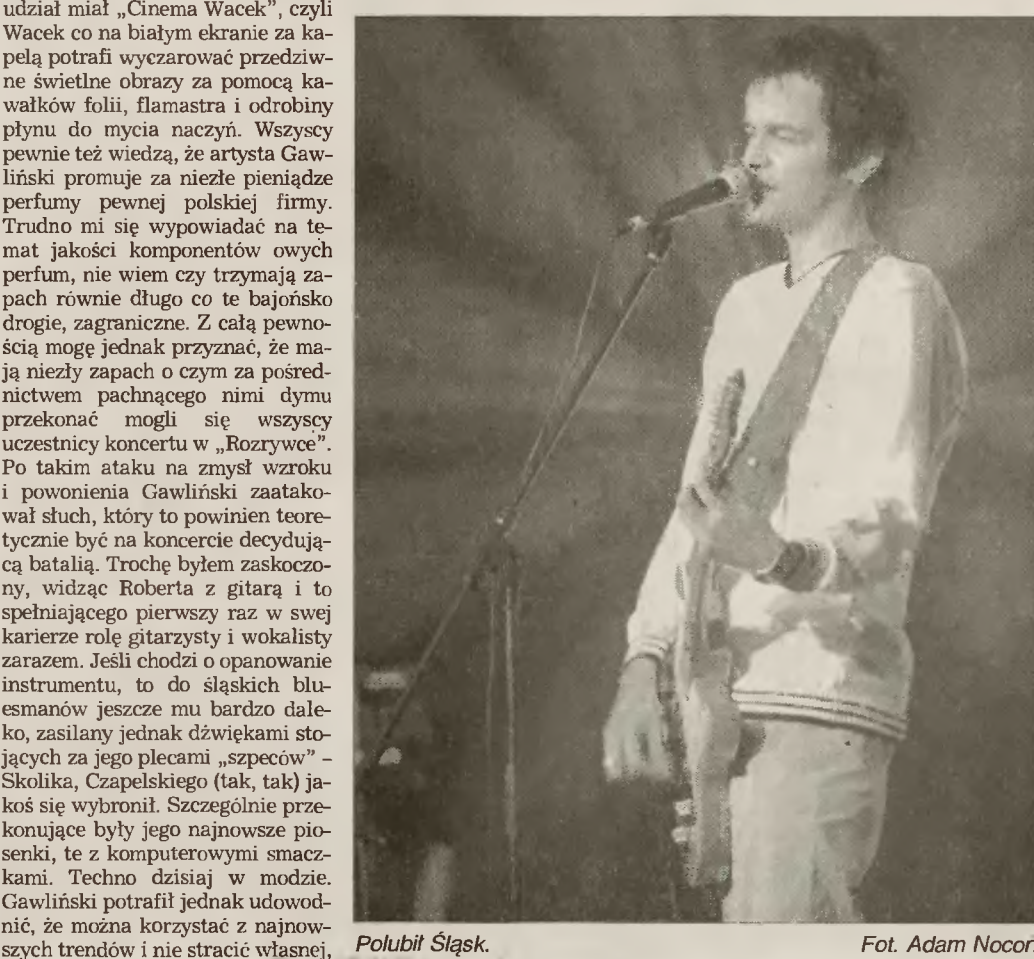 udział miał „Cinema Wacek”, czyli
Wacek co na białym ekranie za ka-
pelą potrafi wyczarować przedziw-
ne świetlne obrazy za pomocą ka-
wałków folii, flamastra i odrobiny
płynu do mycia naczyń. Wszyscy
pewnie też wiedzą, że artysta Gaw-
liński promuje za niezłe pieniądze
perfumy pewnej polskiej firmy.
Trudno mi się wypowiadać na te-
mat jakości komponentów owych
perfum, nie wiem czy trzymają za-
pach równie długo co te bajońsko
drogie, zagraniczne. Z całą pewno-
ścią mogę jednak przyznać, że ma-
ją niezły zapach o czym za pośred-
nictwem pachnącego nimi dymu
przekonać mogli się wszyscy
uczestnicy koncertu w „Rozrywce”.
Po takim ataku na zmysł wzroku
i powonienia Gawliński zaatako-
wał słuch, który to powinien teore-
tycznie być na koncercie decydują-
cą batalią. Trochę byłem zaskoczo-
ny, widząc Roberta z gitarą i to
spełniającego pierwszy raz w swej
karierze rolę gitarzysty i wokalisty
zarazem. Jeśli chodzi o opanowanie
instrumentu, to do śląskich blu-
esmanów jeszcze mu bardzo dale-
ko, zasilany jednak dźwiękami sto-
jących za jego plecami „szpeców” –
Skolika, Czapelskiego (tak, tak) ja-
koś się wybronił. Szczególnie prze-
konujące były jego najnowsze pio-
senki, te z komputerowymi smacz-
kami. Techno dzisiaj w modzie.
Gawliński potrafił jednak udowod-
nić, że można korzystać z najnow-
szych trendów i nie stracić własnej,
Polubił Śląsk.
Fot. Adam Nocoń